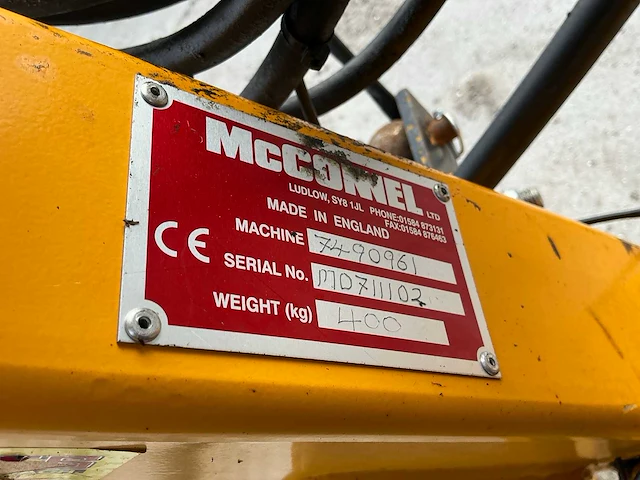 McCONNEL LTD
LUDLOW, SY8 1JL PHONE:01584 873131
FAX:01584 876463
MADE IN ENGLAND
MACHINE 7490961
CE
SERIAL No. M0711102
WEIGHT (kg) 400